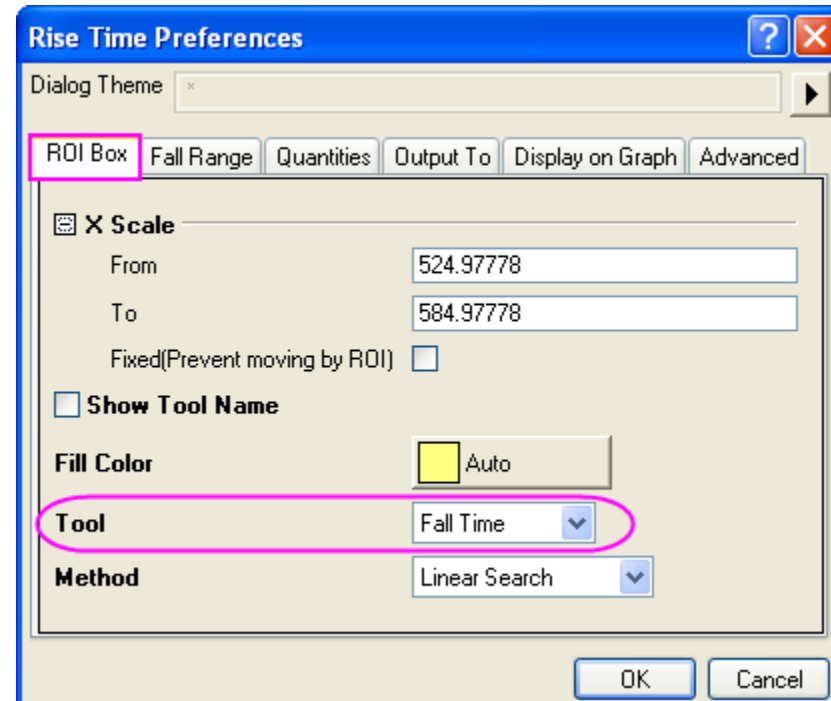 Rise Time Preferences
Dialog Theme *
ROI Box Fall Range Quantities Output To Display on Graph Advanced
X Scale
From 524.97778
To 584.97778
Fixed(Prevent moving by ROI)
Show Tool Name
Fill Color Auto
Tool Fall Time
Method Linear Search
OK Cancel